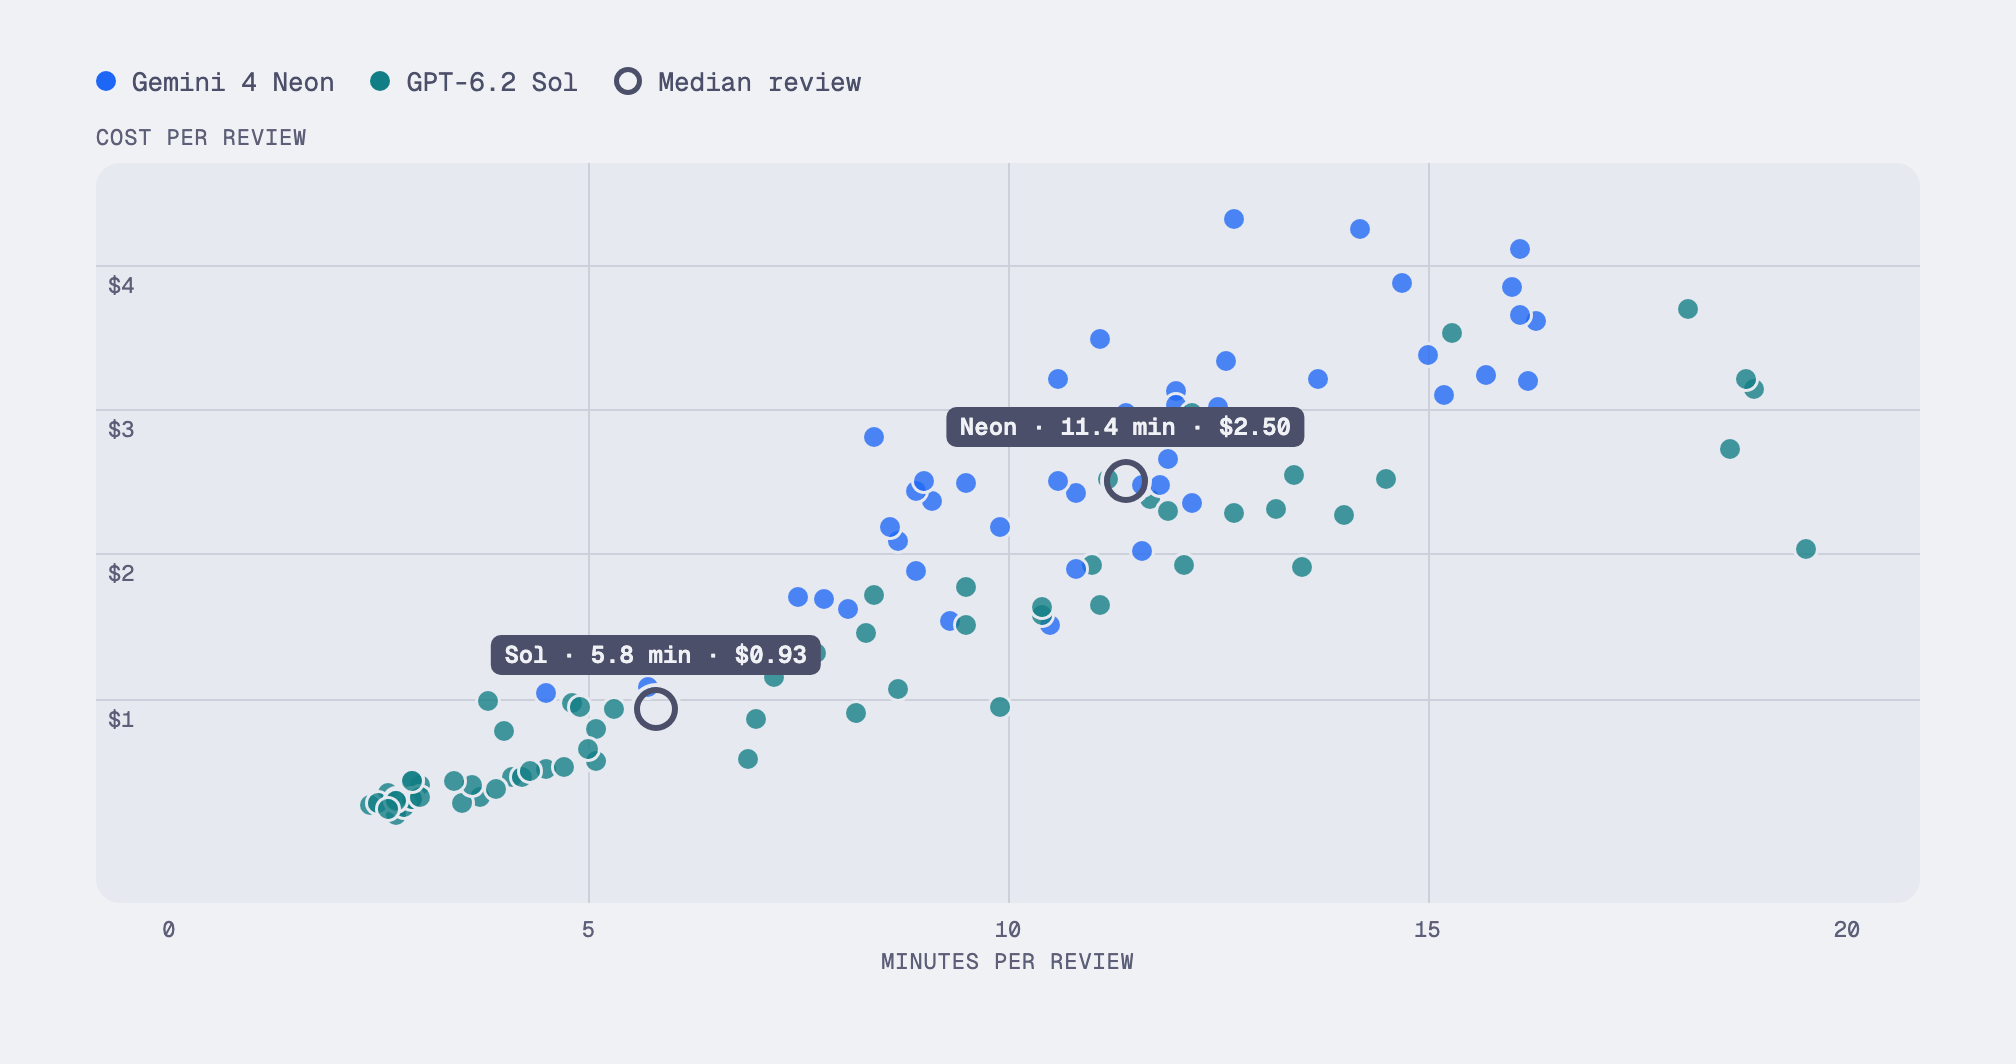 Gemini 4 Neon GPT-6.2 Sol Median review
COST PER REVIEW
$4
$3
Neon · 11.4 min · $2.50
$2
Sol · 5.8 min · $0.93
$1
0 5 10 15 20
MINUTES PER REVIEW